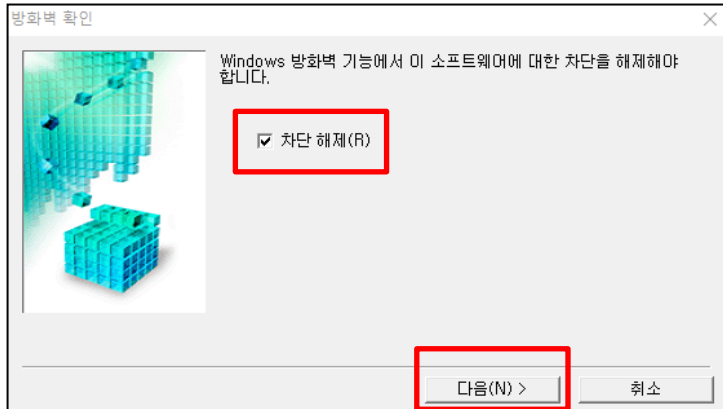 방화벽 확인
Windows 방화벽 기능에서 이 소프트웨어에 대한 차단을 해제해야
합니다.
차단 해제(R)
다음(N) >
취소